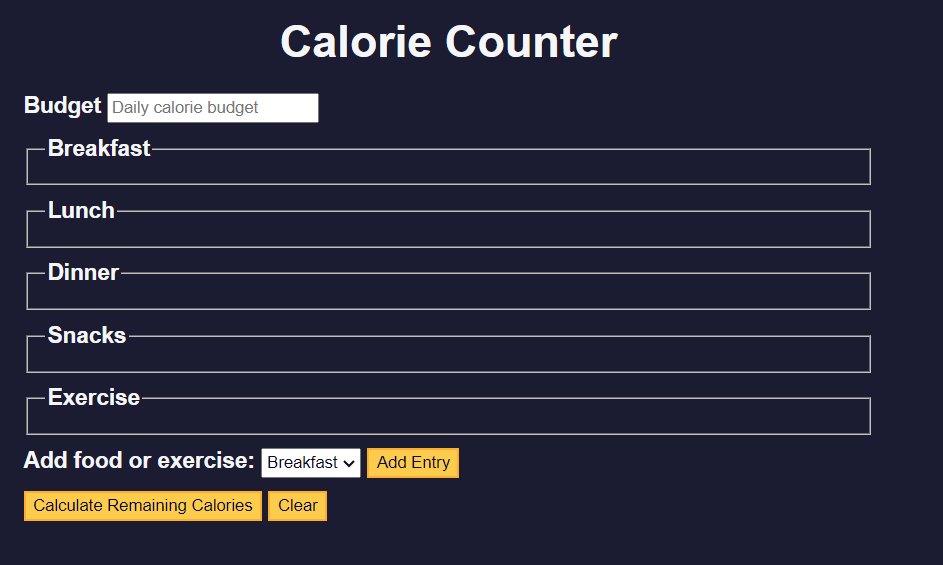 Calorie Counter
Budget Daily calorie budget
Breakfast
Lunch
Dinner
Snacks
Exercise
Add food or exercise: Breakfast Add Entry
Calculate Remaining Calories Clear